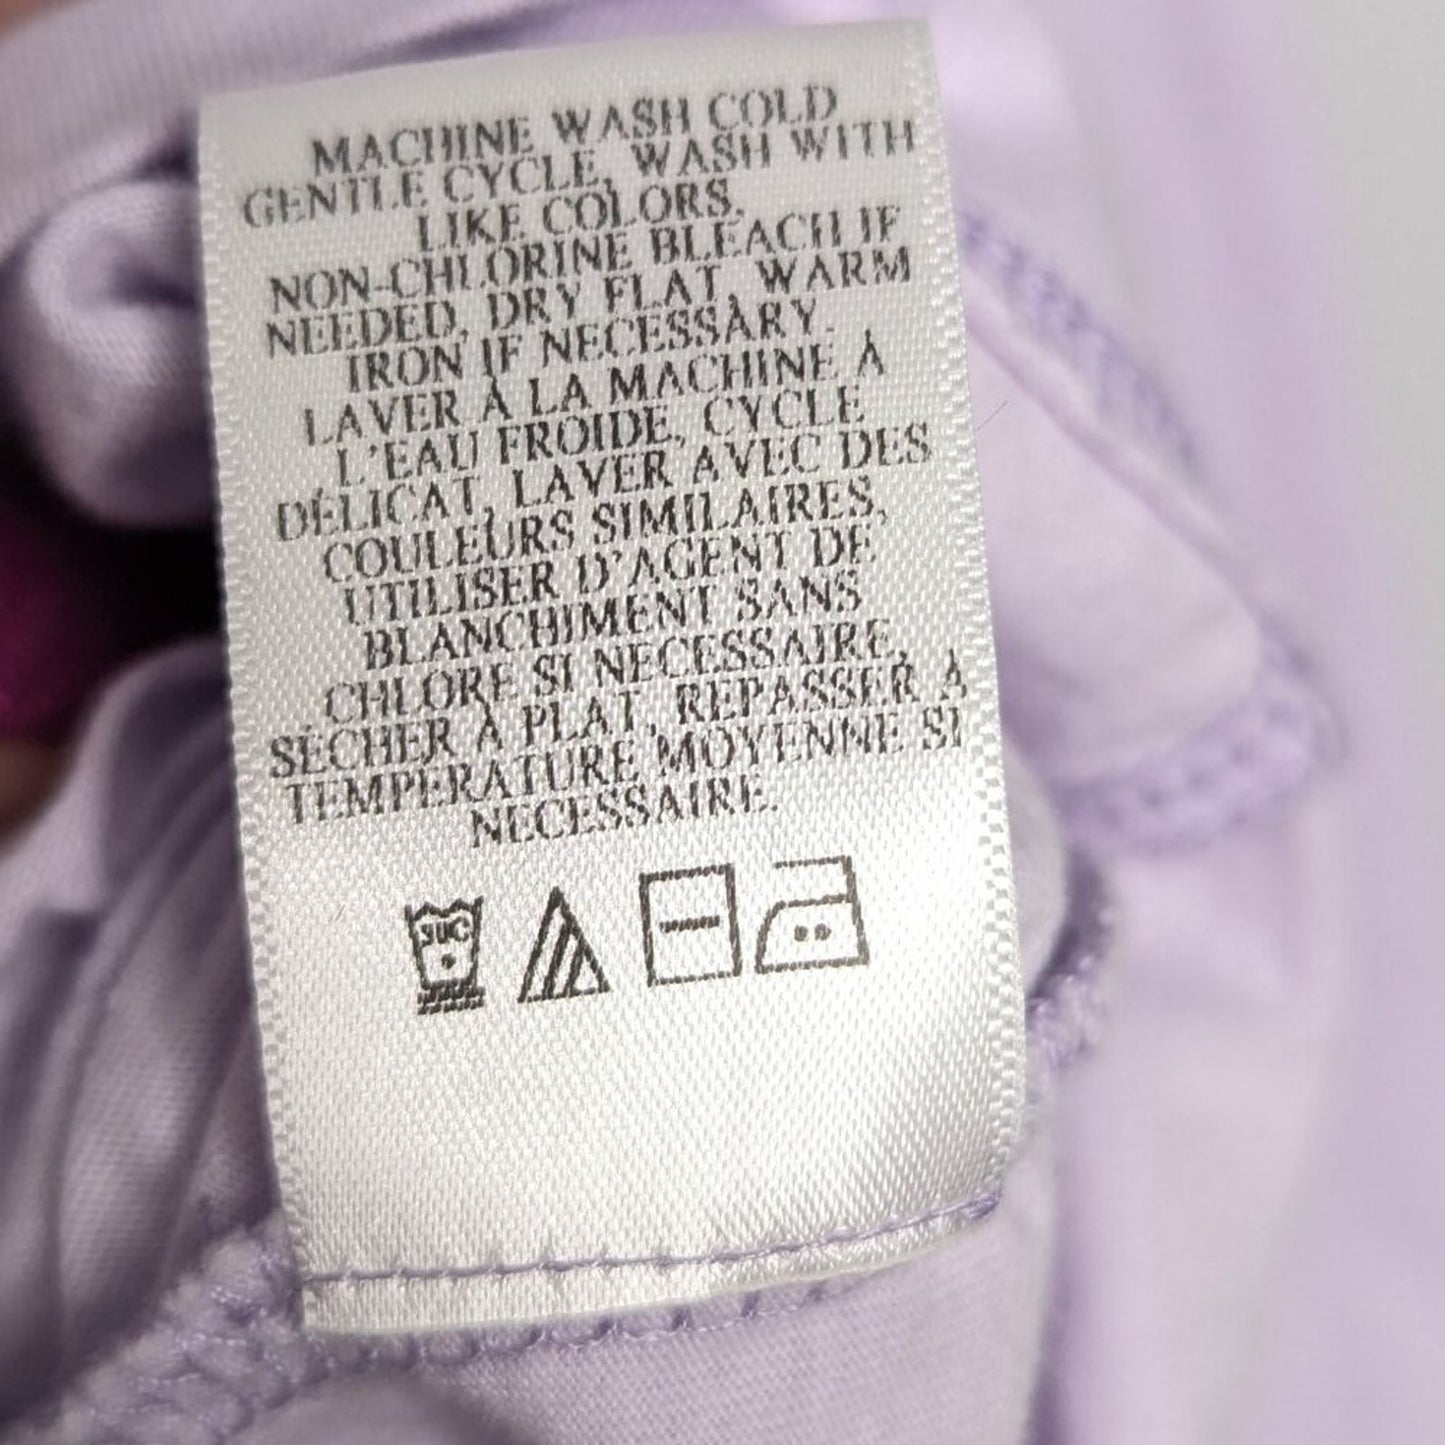 MACHINE WASH COLD
GENTLE CYCLE, WASH WITH
LIKE COLORS,
NON-CHLORINE BLEACH IF
NEEDED, DRY FLAT, WARM
IRON IF NECESSARY.
LAVER À LA MACHINE À
L'EAU FROIDE, CYCLE
DÉLICAT, LAVER AVEC DES
COULEURS SIMILAIRES,
UTILISER D'AGENT DE
BLANCHIMENT SANS
CHLORE SI NECESSAIRE,
SÉCHER À PLAT, REPASSER À
TEMPERATURE MOYENNE SI
NECESSAIRE.
30C